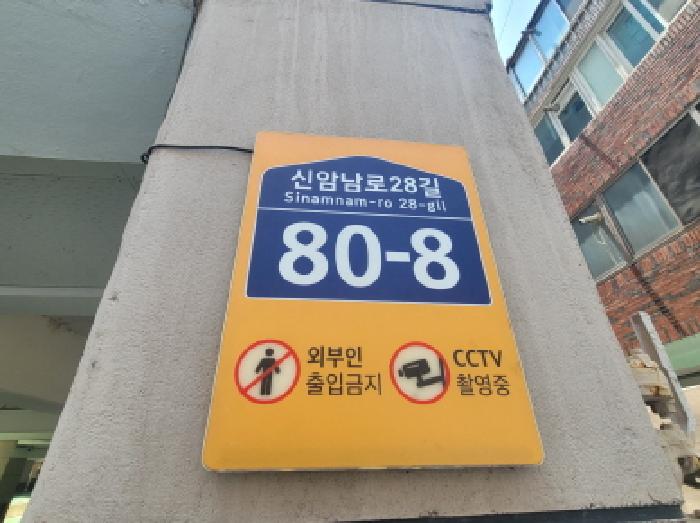 신암남로28길
Sinamnam-ro 28-gil
80-8
외부인
출입금지
CCTV
촬영중